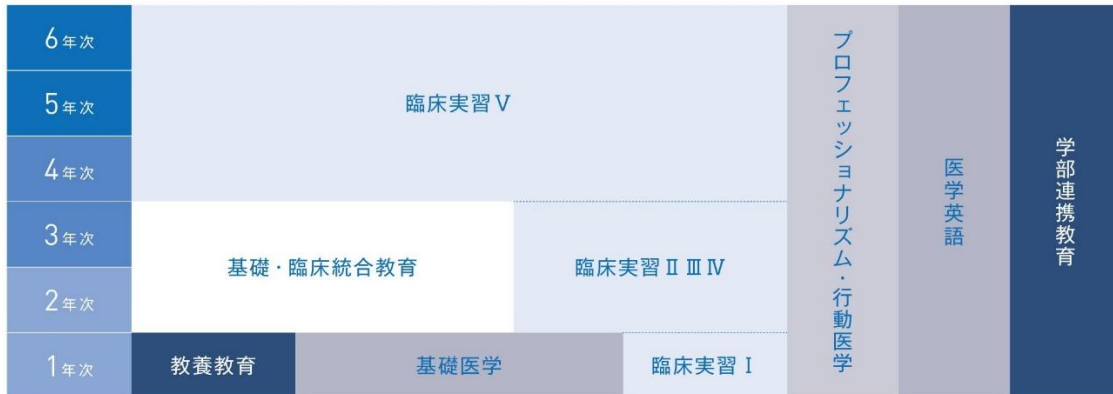 6年次
5年次
4年次
3年次
2年次
1年次
臨床実習Ⅴ
基礎・臨床統合教育
臨床実習ⅡⅢⅣ
教養教育
基礎医学
臨床実習Ⅰ
プロフェッショナリズム・行動医学
医学英語
学部連携教育